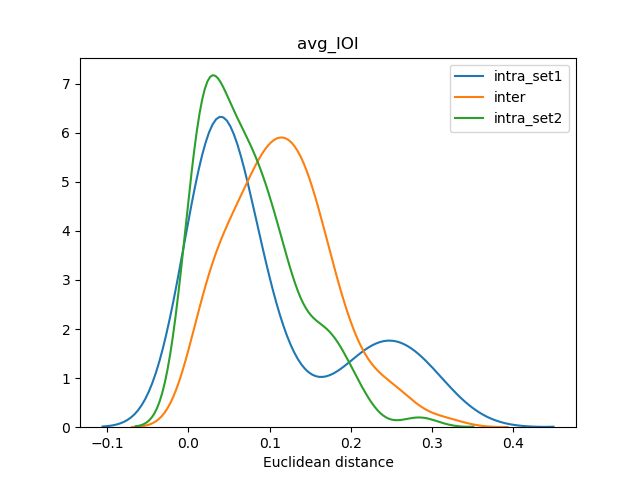 avg_IOI
intra_set1
inter
intra_set2
7
6
5
4
3
2
1
0
−0.1
0.0
0.1
0.2
0.3
0.4
Euclidean distance